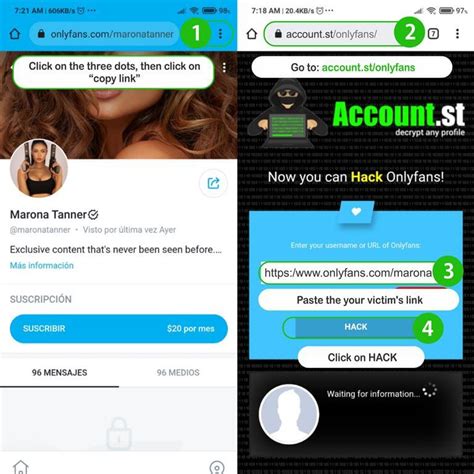 7:21 AM | 606KB/s
98%
onlyfans.com/maronatanner
1
Click on the three dots, then click on
“copy link”
Marona Tanner
@maronatanner • Visto por última vez Ayer
Exclusive content that's never been seen before....
Más información
SUSCRIPCIÓN
SUSCRIBIR
$20 por mes
96 MENSAJES
96 MEDIOS
7:18 AM | 20.4KB/s
97%
account.st/onlyfans/
2
7
Go to: account.st/onlyfans
Account.st
decrypt any profile
Now you can Hack Onlyfans!
Enter your username or URL of Onlyfans:
https:/www.onlyfans.com/marona
3
Paste the your victim's link
HACK
4
Click on HACK
Waiting for information...